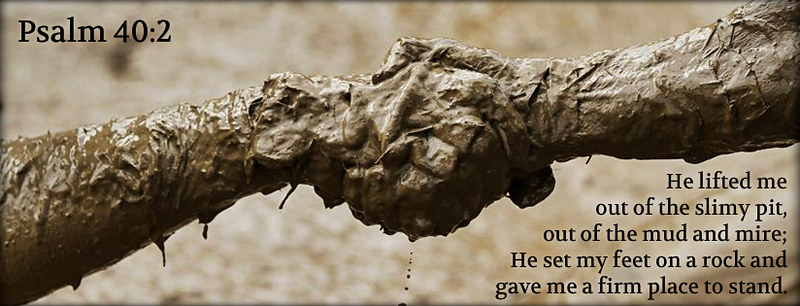 Psalm 40:2
He lifted me
out of the slimy pit,
out of the mud and mire;
He set my feet on a rock and
gave me a firm place to stand.